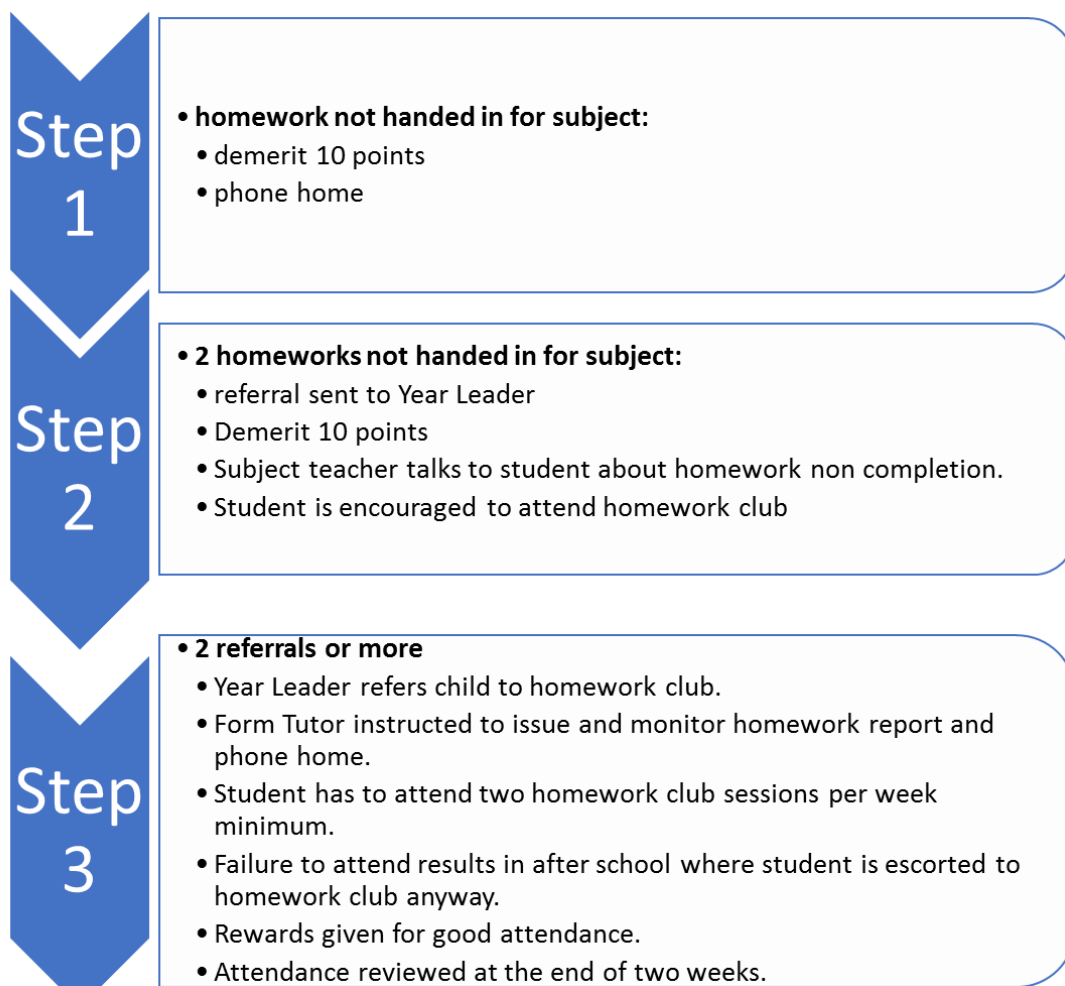 Step
1
• homework not handed in for subject:
• demerit 10 points
• phone home
Step
2
• 2 homeworks not handed in for subject:
• referral sent to Year Leader
• Demerit 10 points
• Subject teacher talks to student about homework non completion.
• Student is encouraged to attend homework club
Step
3
• 2 referrals or more
• Year Leader refers child to homework club.
• Form Tutor instructed to issue and monitor homework report and
phone home.
• Student has to attend two homework club sessions per week
minimum.
• Failure to attend results in after school where student is escorted to
homework club anyway.
• Rewards given for good attendance.
• Attendance reviewed at the end of two weeks.